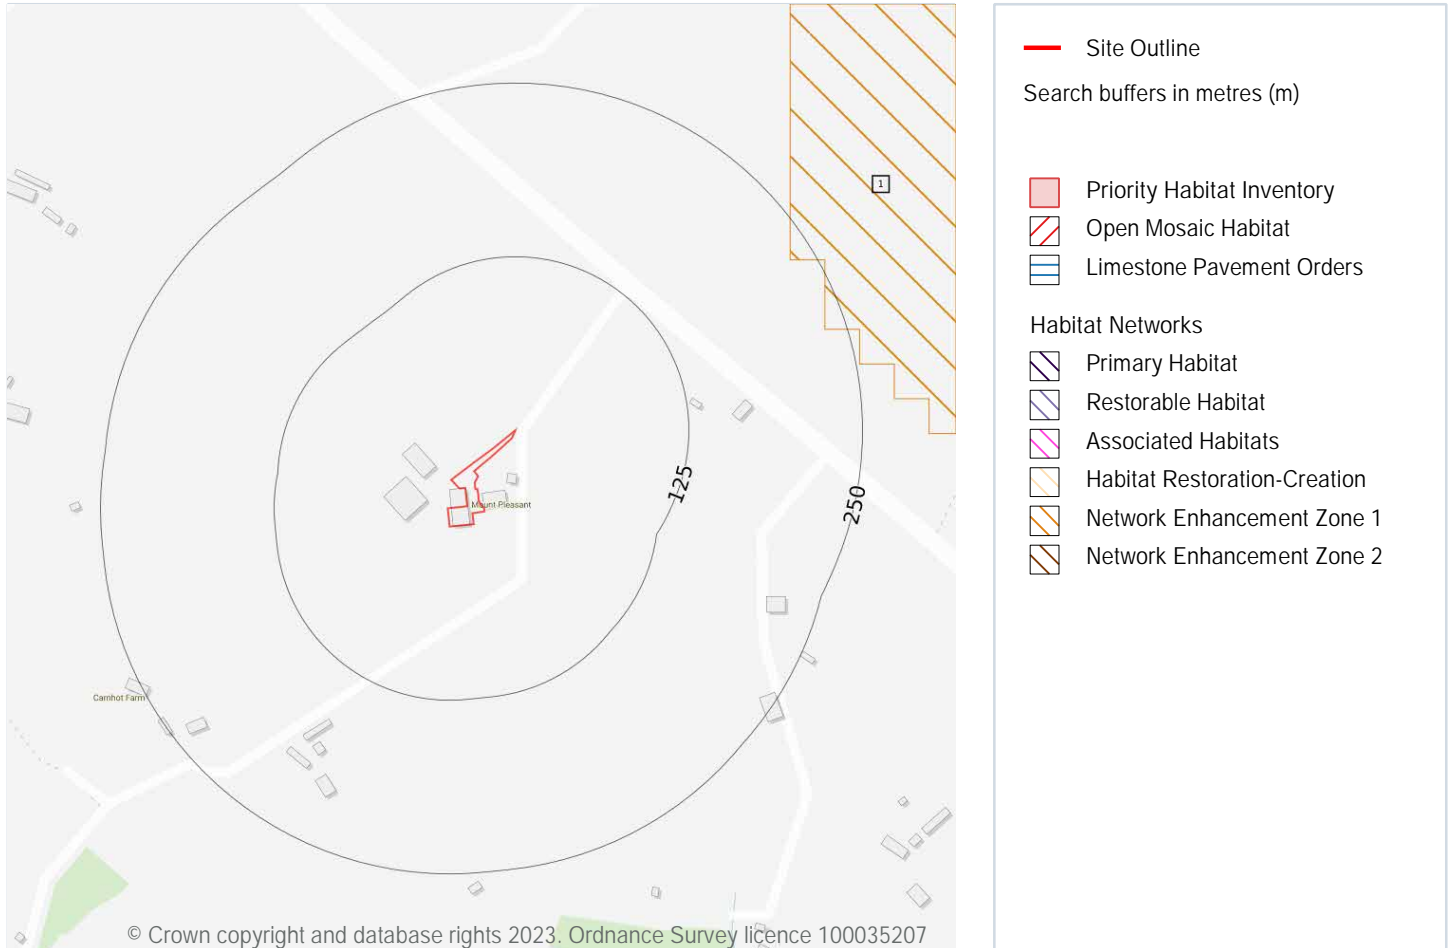 1
125
250
Mount Pleasant
Camhot Farm
© Crown copyright and database rights 2023. Ordnance Survey licence 100035207
Site Outline
Search buffers in metres (m)
Priority Habitat Inventory
Open Mosaic Habitat
Limestone Pavement Orders
Habitat Networks
Primary Habitat
Restorable Habitat
Associated Habitats
Habitat Restoration-Creation
Network Enhancement Zone 1
Network Enhancement Zone 2